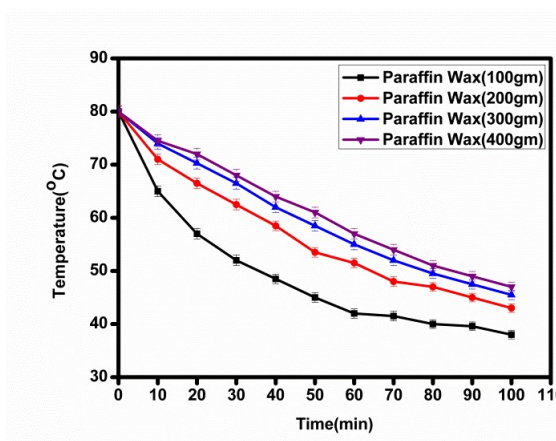 90
80
70
60
50
40
30
Temperature(°C)
Paraffin Wax(100gm)
Paraffin Wax(200gm)
Paraffin Wax(300gm)
Paraffin Wax(400gm)
0 10 20 30 40 50 60 70 80 90 100
Time(min)